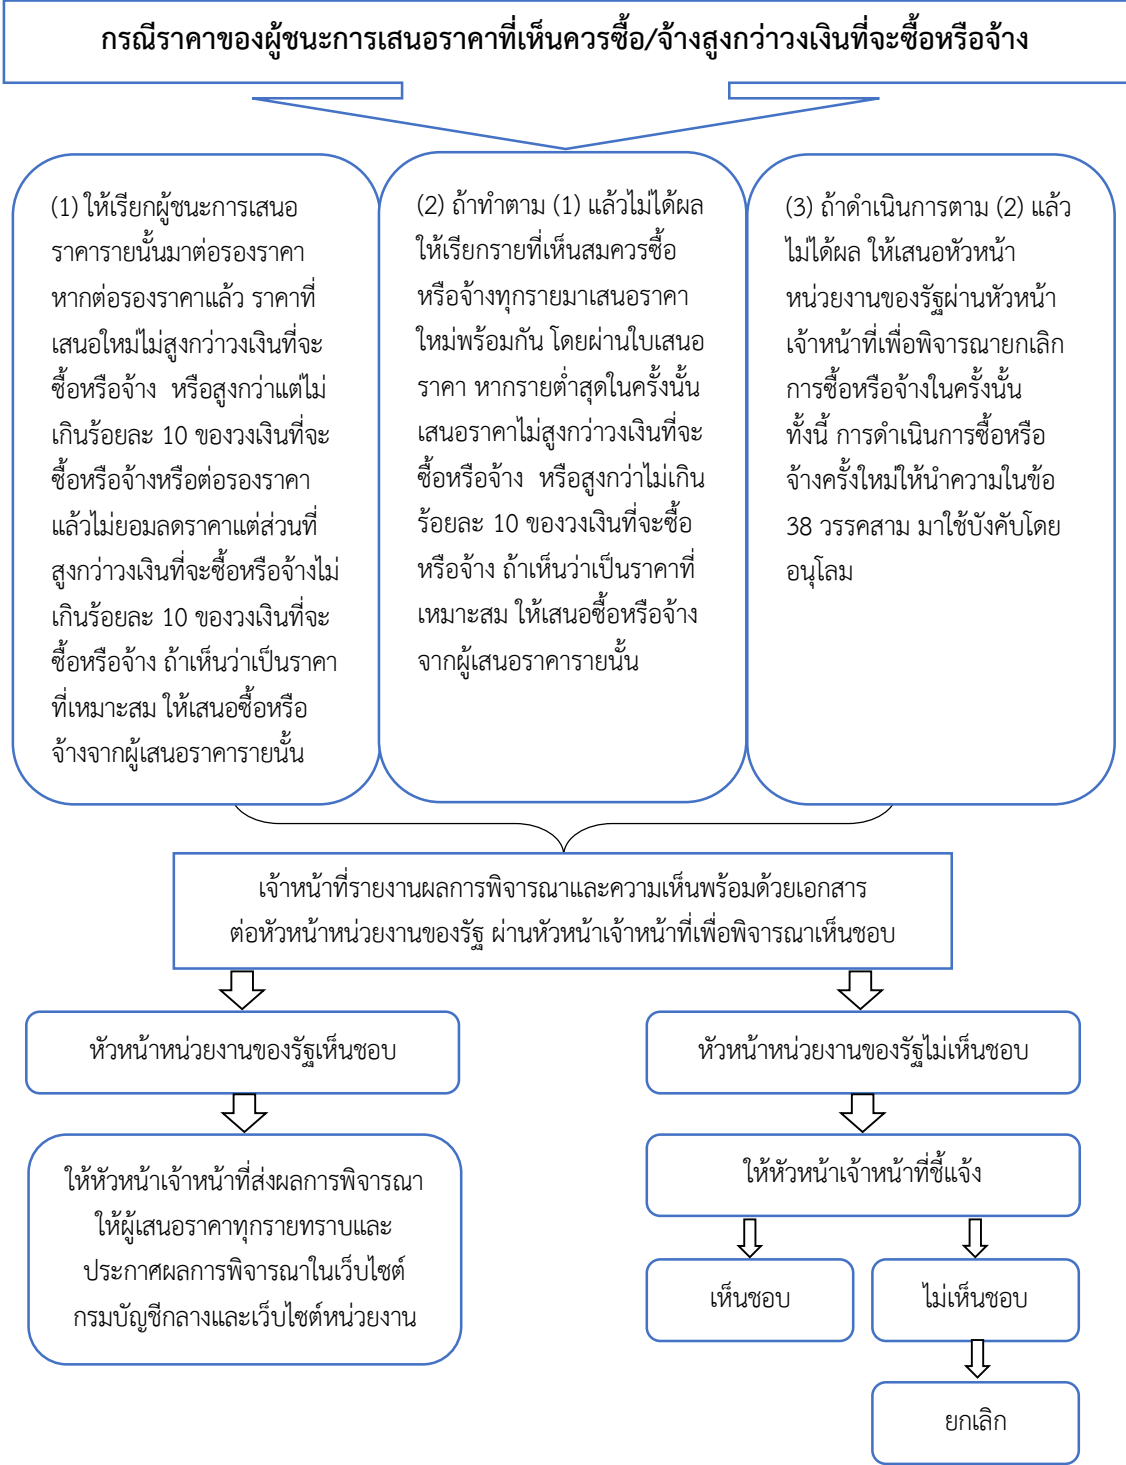 กรณีราคาของผู้ชนะการเสนอราคาที่เห็นควรซื้อ/จ้างสูงกว่าวงเงินที่จะซื้อหรือจ้าง
(1) ให้เรียกผู้ชนะการเสนอ
ราคารายนั้นมาต่อรองราคา
หากต่อรองราคาแล้ว ราคาที่
เสนอใหม่ไม่สูงกว่าวงเงินที่จะ
ซื้อหรือจ้าง หรือสูงกว่าแต่ไม่
เกินร้อยละ 10 ของวงเงินที่จะ
ซื้อหรือจ้างหรือต่อรองราคา
แล้วไม่ยอมลดราคาแต่ส่วนที่
สูงกว่าวงเงินที่จะซื้อหรือจ้างไม่
เกินร้อยละ 10 ของวงเงินที่จะ
ซื้อหรือจ้าง ถ้าเห็นว่าเป็นราคา
ที่เหมาะสม ให้เสนอซื้อหรือ
จ้างจากผู้เสนอราคารายนั้น
(2) ถ้าทำตาม (1) แล้วไม่ได้ผล
ให้เรียกรายที่เห็นสมควรซื้อ
หรือจ้างทุกรายมาเสนอราคา
ใหม่พร้อมกัน โดยผ่านใบเสนอ
ราคา หากรายต่ำสุดในครั้งนั้น
เสนอราคาไม่สูงกว่าวงเงินที่จะ
ซื้อหรือจ้าง หรือสูงกว่าไม่เกิน
ร้อยละ 10 ของวงเงินที่จะซื้อ
หรือจ้าง ถ้าเห็นว่าเป็นราคาที่
เหมาะสม ให้เสนอซื้อหรือจ้าง
จากผู้เสนอราคารายนั้น
(3) ถ้าดำเนินการตาม (2) แล้ว
ไม่ได้ผล ให้เสนอหัวหน้า
หน่วยงานของรัฐผ่านหัวหน้า
เจ้าหน้าที่เพื่อพิจารณายกเลิก
การซื้อหรือจ้างในครั้งนั้น
ทั้งนี้ การดำเนินการซื้อหรือ
จ้างครั้งใหม่ให้นำความในข้อ
38 วรรคสาม มาใช้บังคับโดย
อนุโลม
เจ้าหน้าที่รายงานผลการพิจารณาและความเห็นพร้อมด้วยเอกสาร
ต่อหัวหน้าหน่วยงานของรัฐ ผ่านหัวหน้าเจ้าหน้าที่เพื่อพิจารณาเห็นชอบ
หัวหน้าหน่วยงานของรัฐเห็นชอบ
ให้หัวหน้าเจ้าหน้าที่ส่งผลการพิจารณา
ให้ผู้เสนอราคาทุกรายทราบและ
ประกาศผลการพิจารณาในเว็บไซต์
กรมบัญชีกลางและเว็บไซต์หน่วยงาน
หัวหน้าหน่วยงานของรัฐไม่เห็นชอบ
ให้หัวหน้าเจ้าหน้าที่ชี้แจ้ง
เห็นชอบ
ไม่เห็นชอบ
ยกเลิก